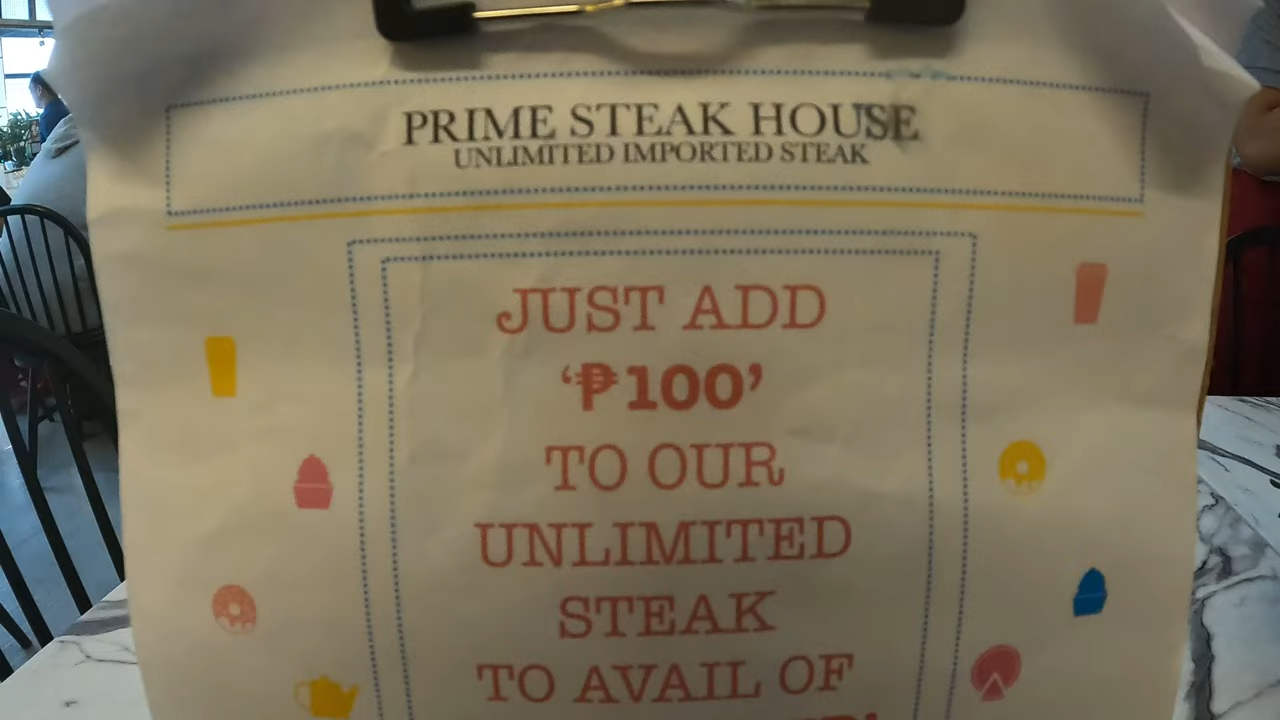 PRIME STEAK HOUSE
UNLIMITED IMPORTED STEAK
JUST ADD
‘₱100’
TO OUR
UNLIMITED
STEAK
TO AVAIL OF